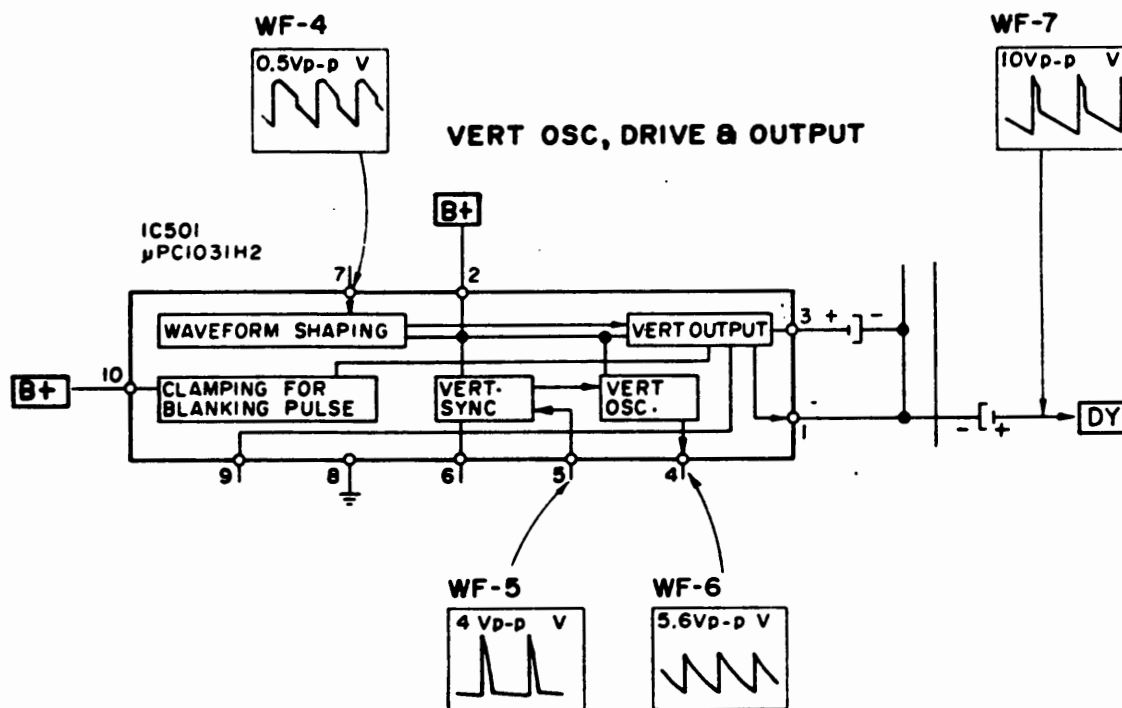 WF-4
0.5Vp-p V
WF-7
10Vp-p V
VERT OSC, DRIVE & OUTPUT
B+
IC501
µPC1031H2
7
2
WAVEFORM SHAPING
VERT OUTPUT
3
+
-
B+
10
CLAMPING FOR
BLANKING PULSE
VERT.
SYNC
VERT
OSC.
-
1
-
+
DY
9
8
6
5
4
WF-5
4 Vp-p V
WF-6
5.6Vp-p V